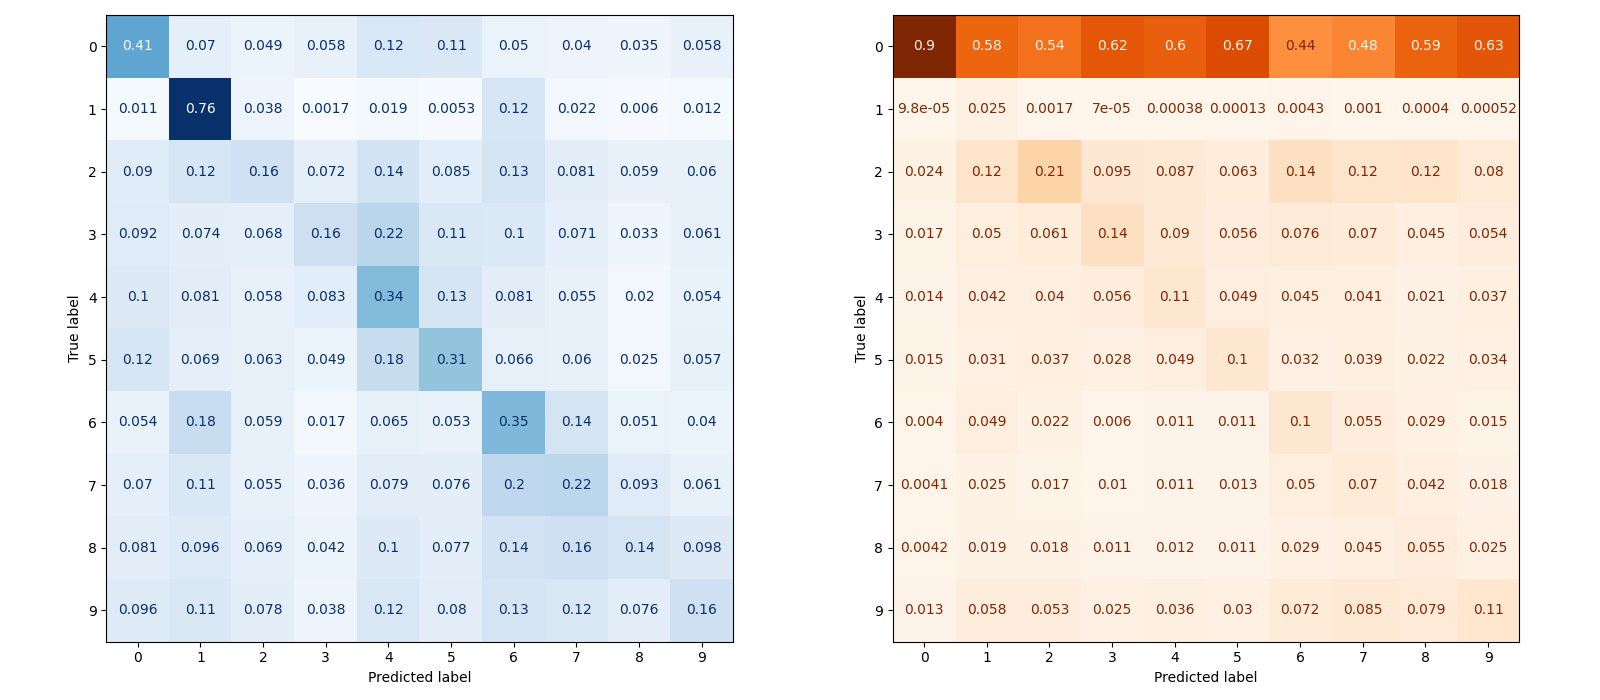 0 0.41 0.07 0.049 0.058 0.12 0.11 0.05 0.04 0.035 0.058
1 0.011 0.76 0.038 0.0017 0.019 0.0053 0.12 0.022 0.006 0.012
2 0.09 0.12 0.16 0.072 0.14 0.085 0.13 0.081 0.059 0.06
3 0.092 0.074 0.068 0.16 0.22 0.11 0.1 0.071 0.033 0.061
4 0.1 0.081 0.058 0.083 0.34 0.13 0.081 0.055 0.02 0.054
5 0.12 0.069 0.063 0.049 0.18 0.31 0.066 0.06 0.025 0.057
6 0.054 0.18 0.059 0.017 0.065 0.053 0.35 0.14 0.051 0.04
7 0.07 0.11 0.055 0.036 0.079 0.076 0.2 0.22 0.093 0.061
8 0.081 0.096 0.069 0.042 0.1 0.077 0.14 0.16 0.14 0.098
9 0.096 0.11 0.078 0.038 0.12 0.08 0.13 0.12 0.076 0.16
0 1 2 3 4 5 6 7 8 9
True label
Predicted label
0 0.9 0.58 0.54 0.62 0.6 0.67 0.44 0.48 0.59 0.63
1 9.8e-05 0.025 0.0017 7e-05 0.00038 0.00013 0.0043 0.001 0.0004 0.00052
2 0.024 0.12 0.21 0.095 0.087 0.063 0.14 0.12 0.12 0.08
3 0.017 0.05 0.061 0.14 0.09 0.056 0.076 0.07 0.045 0.054
4 0.014 0.042 0.04 0.056 0.11 0.049 0.045 0.041 0.021 0.037
5 0.015 0.031 0.037 0.028 0.049 0.1 0.032 0.039 0.022 0.034
6 0.004 0.049 0.022 0.006 0.011 0.011 0.1 0.055 0.029 0.015
7 0.0041 0.025 0.017 0.01 0.011 0.013 0.05 0.07 0.042 0.018
8 0.0042 0.019 0.018 0.011 0.012 0.011 0.029 0.045 0.055 0.025
9 0.013 0.058 0.053 0.025 0.036 0.03 0.072 0.085 0.079 0.11
0 1 2 3 4 5 6 7 8 9
True label
Predicted label